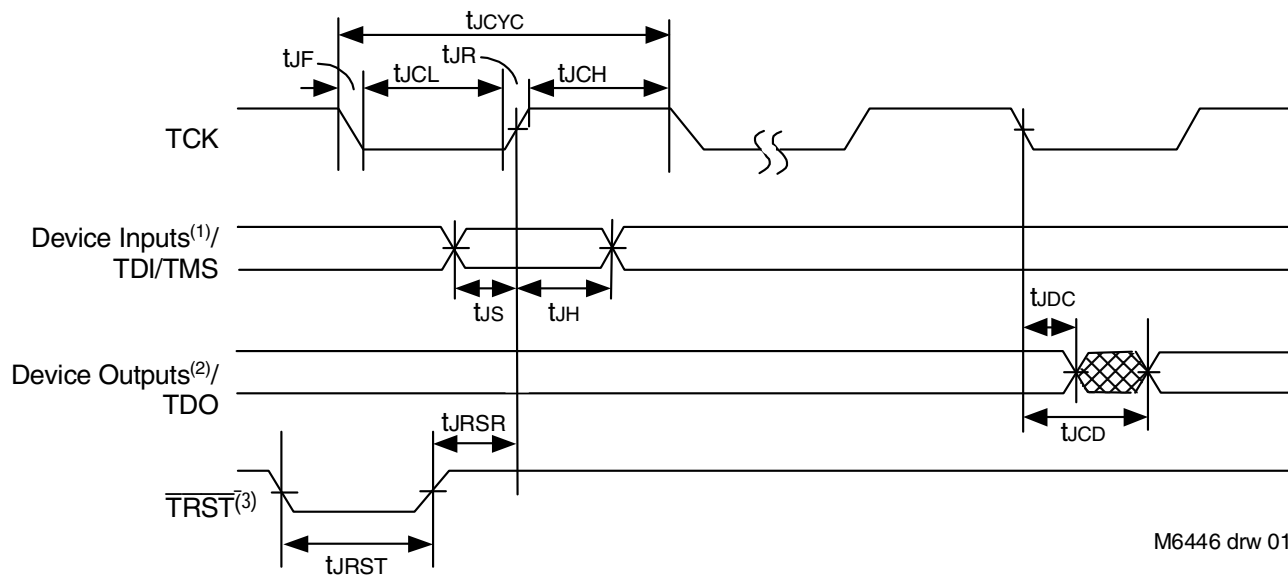 tJCYC
tJF
tJR
tJCL
tJCH
TCK
Device Inputs(1)/
TDI/TMS
tJS
tJH
tJDC
Device Outputs(2)/
TDO
tJRSR
tJCD
TRST(3)
tJRST
M6446 drw 01